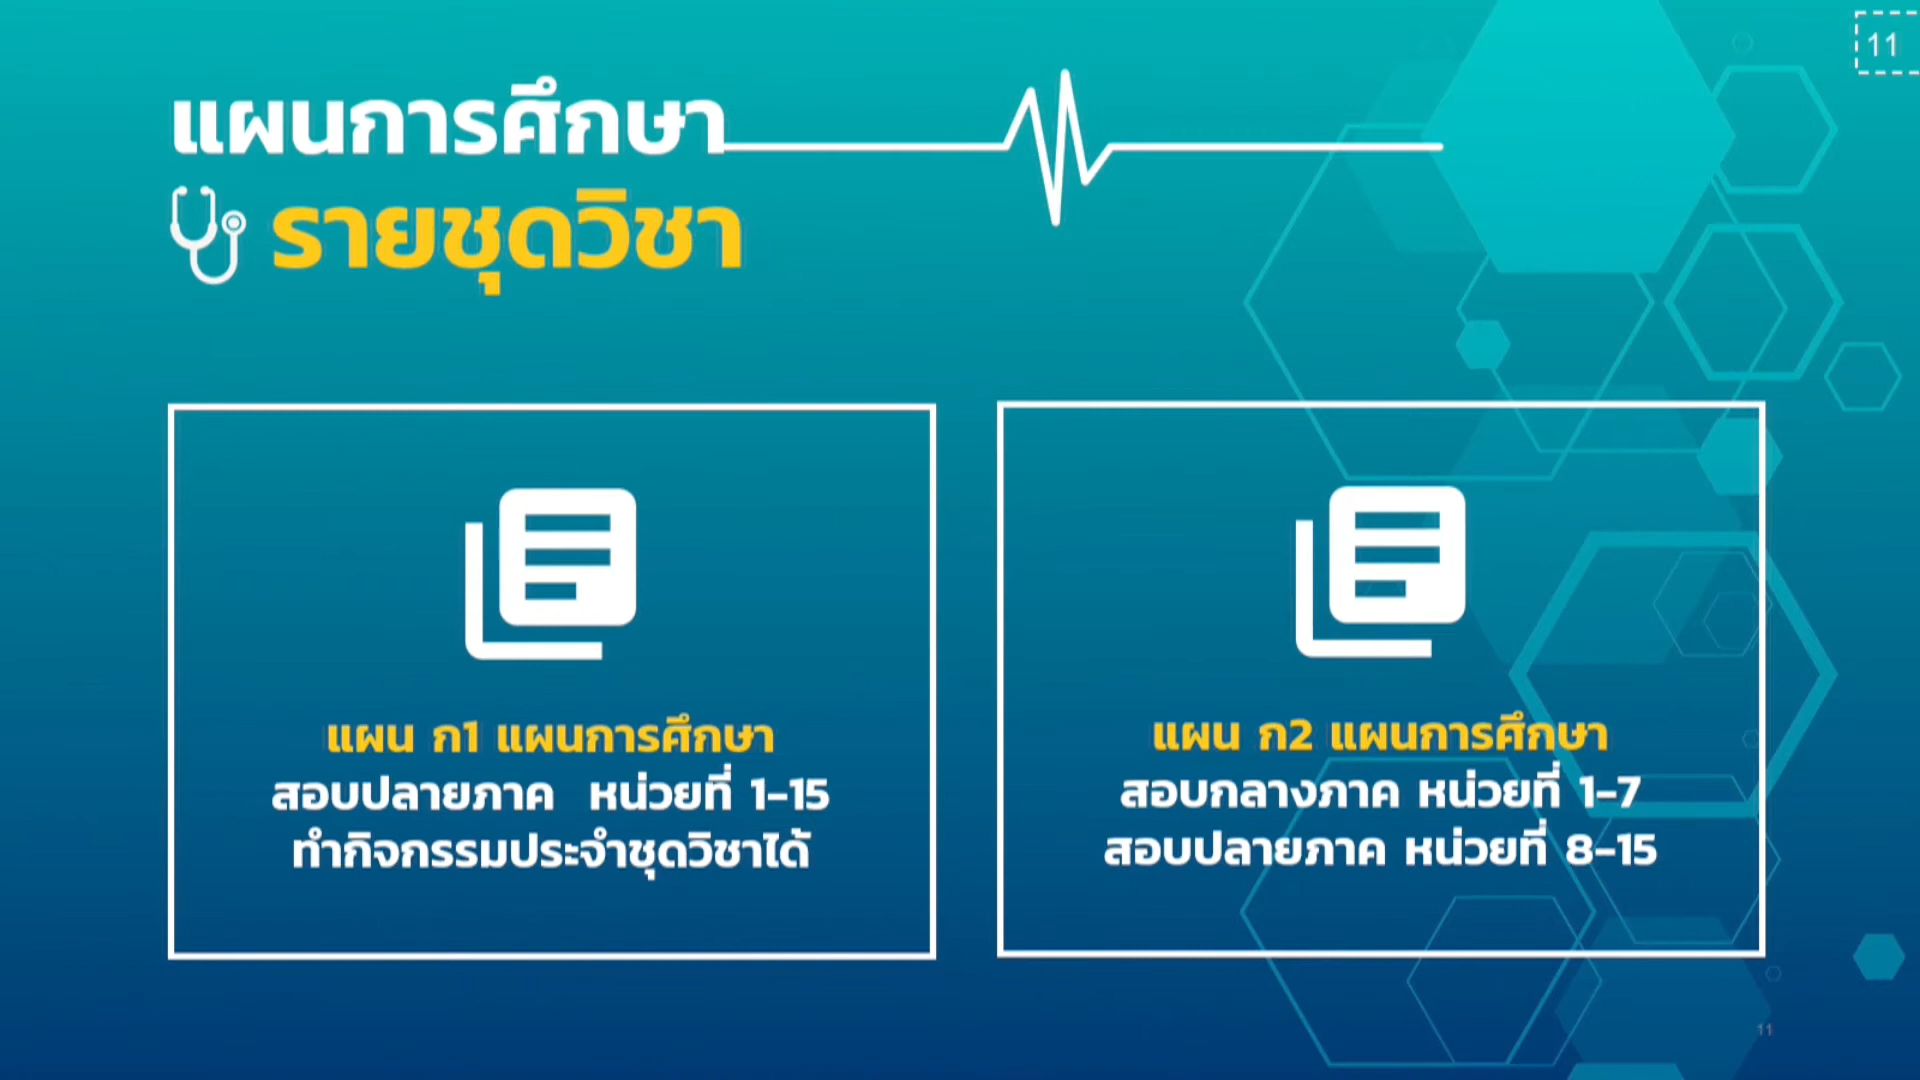 11
แผนการศึกษา
รายชุดวิชา
แผน ก1 แผนการศึกษา
สอบปลายภาค หน่วยที่ 1-15
ทำกิจกรรมประจำชุดวิชาได้
แผน ก2 แผนการศึกษา
สอบกลางภาค หน่วยที่ 1-7
สอบปลายภาค หน่วยที่ 8-15
11